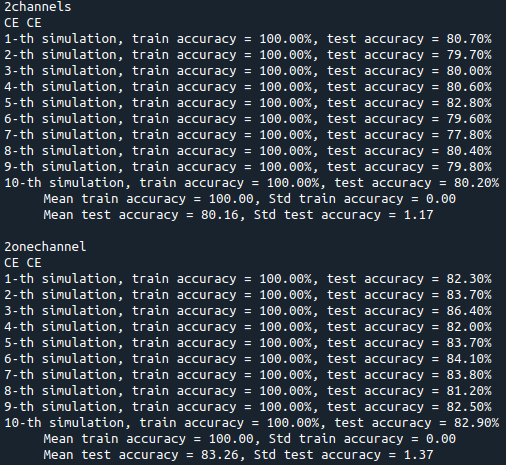 2channels
CE CE
1-th simulation, train accuracy = 100.00%, test accuracy = 80.70%
2-th simulation, train accuracy = 100.00%, test accuracy = 79.70%
3-th simulation, train accuracy = 100.00%, test accuracy = 80.00%
4-th simulation, train accuracy = 100.00%, test accuracy = 80.60%
5-th simulation, train accuracy = 100.00%, test accuracy = 82.80%
6-th simulation, train accuracy = 100.00%, test accuracy = 79.60%
7-th simulation, train accuracy = 100.00%, test accuracy = 77.80%
8-th simulation, train accuracy = 100.00%, test accuracy = 80.40%
9-th simulation, train accuracy = 100.00%, test accuracy = 79.80%
10-th simulation, train accuracy = 100.00%, test accuracy = 80.20%
Mean train accuracy = 100.00, Std train accuracy = 0.00
Mean test accuracy = 80.16, Std test accuracy = 1.17
2onechannel
CE CE
1-th simulation, train accuracy = 100.00%, test accuracy = 82.30%
2-th simulation, train accuracy = 100.00%, test accuracy = 83.70%
3-th simulation, train accuracy = 100.00%, test accuracy = 86.40%
4-th simulation, train accuracy = 100.00%, test accuracy = 82.00%
5-th simulation, train accuracy = 100.00%, test accuracy = 83.70%
6-th simulation, train accuracy = 100.00%, test accuracy = 84.10%
7-th simulation, train accuracy = 100.00%, test accuracy = 83.80%
8-th simulation, train accuracy = 100.00%, test accuracy = 81.20%
9-th simulation, train accuracy = 100.00%, test accuracy = 82.50%
10-th simulation, train accuracy = 100.00%, test accuracy = 82.90%
Mean train accuracy = 100.00, Std train accuracy = 0.00
Mean test accuracy = 83.26, Std test accuracy = 1.37